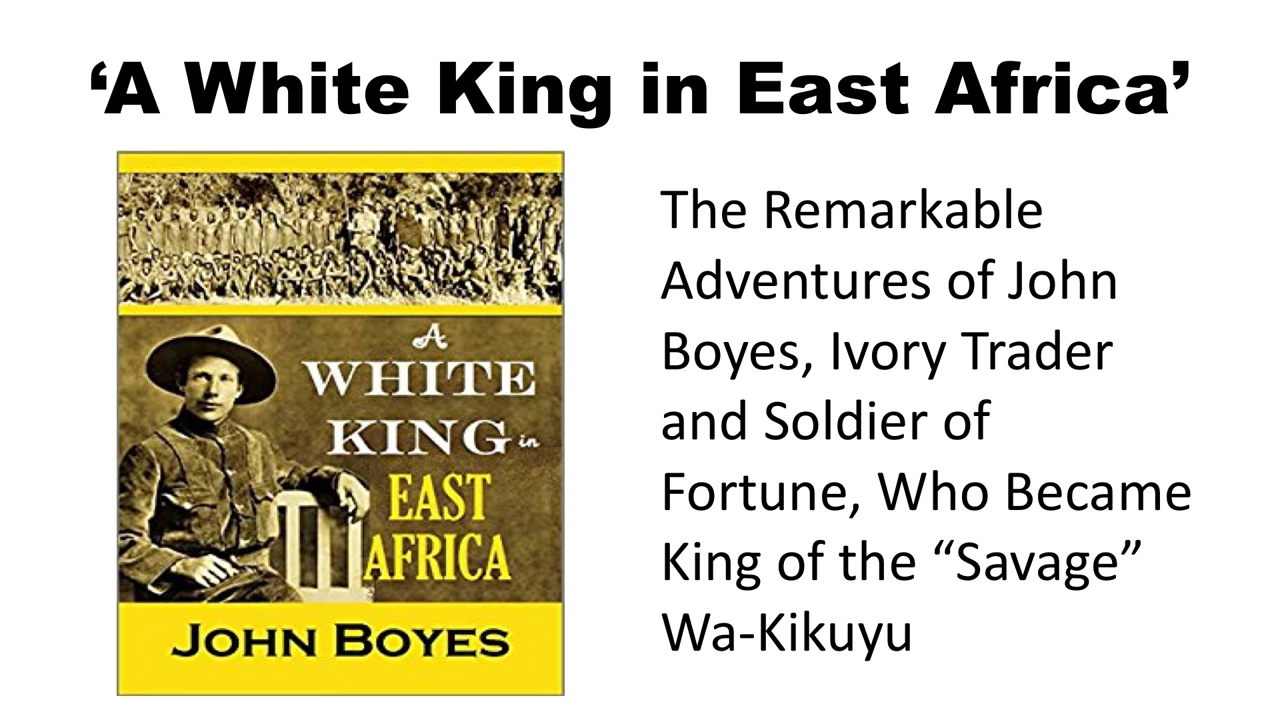 ‘A White King in East Africa’
A
WHITE
KING in
EAST
AFRICA
JOHN BOYES
The Remarkable
Adventures of John
Boyes, Ivory Trader
and Soldier of
Fortune, Who Became
King of the “Savage”
Wa-Kikuyu